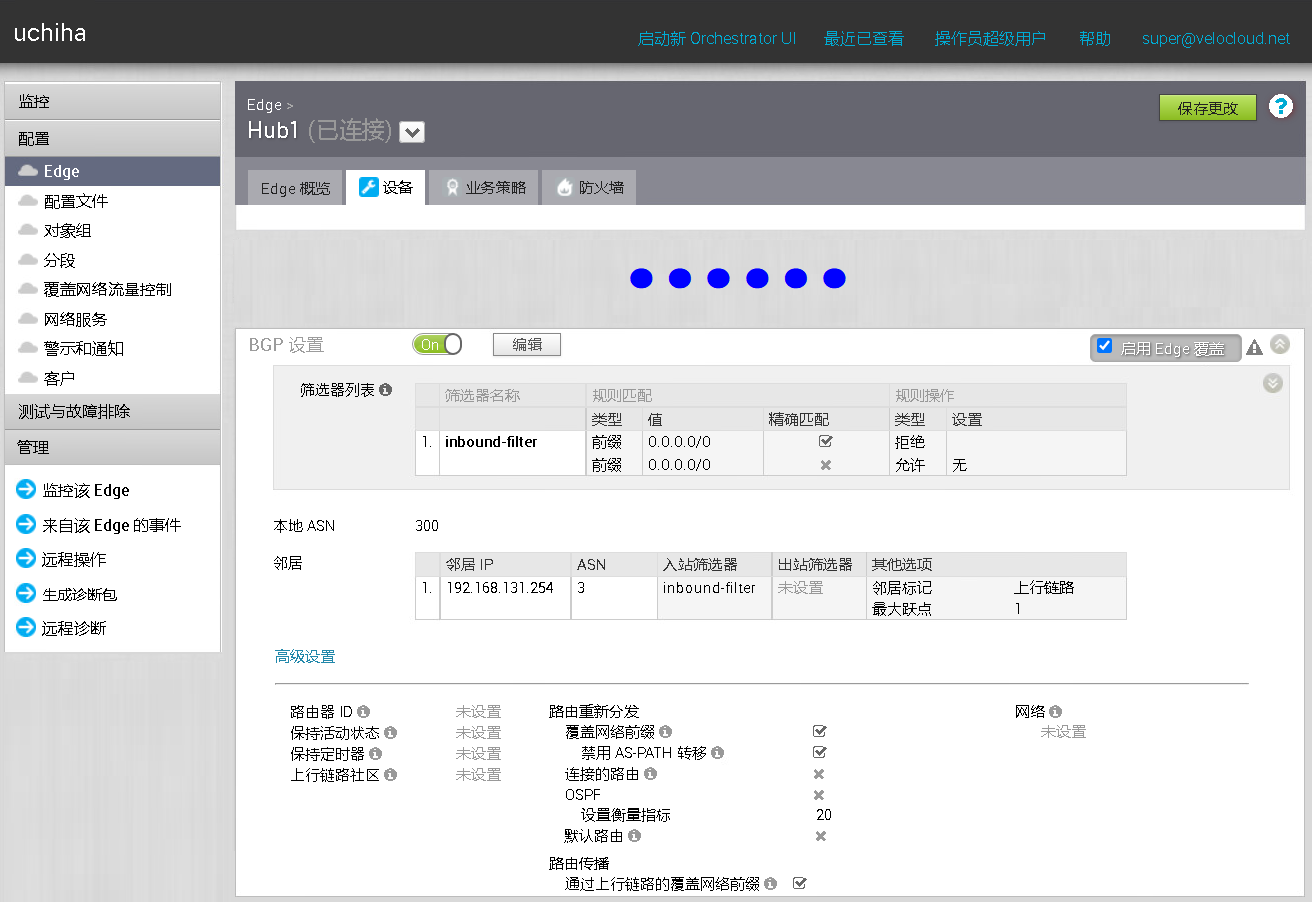 uchiha
启动新 Orchestrator UI 最近已查看 操作员超级用户 帮助 super@velocloud.net
监控
配置
Edge
配置文件
对象组
分段
覆盖网络流量控制
网络服务
警示和通知
客户
测试与故障排除
管理
监控该 Edge
来自该 Edge 的事件
远程操作
生成诊断包
远程诊断
Edge >
Hub1 (已连接)
保存更改 ?
Edge 概览 设备 业务策略 防火墙
BGP 设置 On 编辑 启用 Edge 覆盖
筛选器列表
筛选器名称 规则匹配 规则操作
类型 值 精确匹配 类型 设置
1. inbound-filter 前缀 0.0.0.0/0 拒绝
前缀 0.0.0.0/0 允许 无
本地 ASN 300
邻居
邻居 IP ASN 入站筛选器 出站筛选器 其他选项
1. 192.168.131.254 3 inbound-filter 未设置 邻居标记 上行链路
最大跃点 1
高级设置
路由器 ID 未设置
保持活动状态 未设置
保持定时器 未设置
上行链路社区 未设置
路由重新分发
覆盖网络前缀
禁用 AS-PATH 转移
连接的路由
OSPF
设置衡量指标 20
默认路由
路由传播
通过上行链路的覆盖网络前缀
网络
未设置